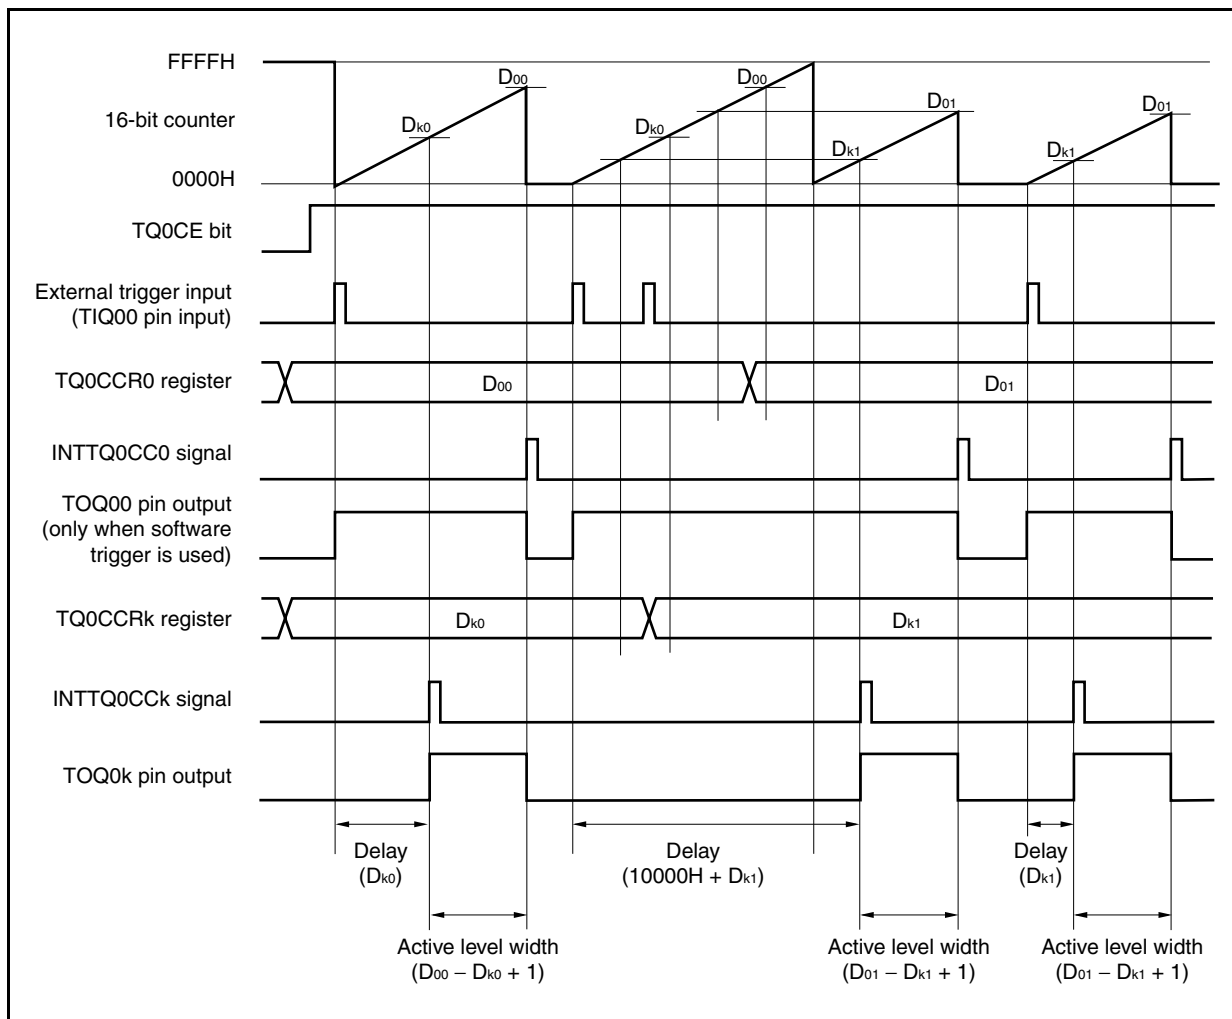 FFFFH
16-bit counter
0000H
D00
Dk0
D00
Dk0
D01
Dk1
D01
Dk1
TQ0CE bit
External trigger input
(TIQ00 pin input)
TQ0CCR0 register
D00
D01
INTTQ0CC0 signal
TOQ00 pin output
(only when software
trigger is used)
TQ0CCRk register
Dk0
Dk1
INTTQ0CCk signal
TOQ0k pin output
Delay
(Dk0)
Delay
(10000H + Dk1)
Delay
(Dk1)
Active level width
(D00 − Dk0 + 1)
Active level width
(D01 − Dk1 + 1)
Active level width
(D01 − Dk1 + 1)